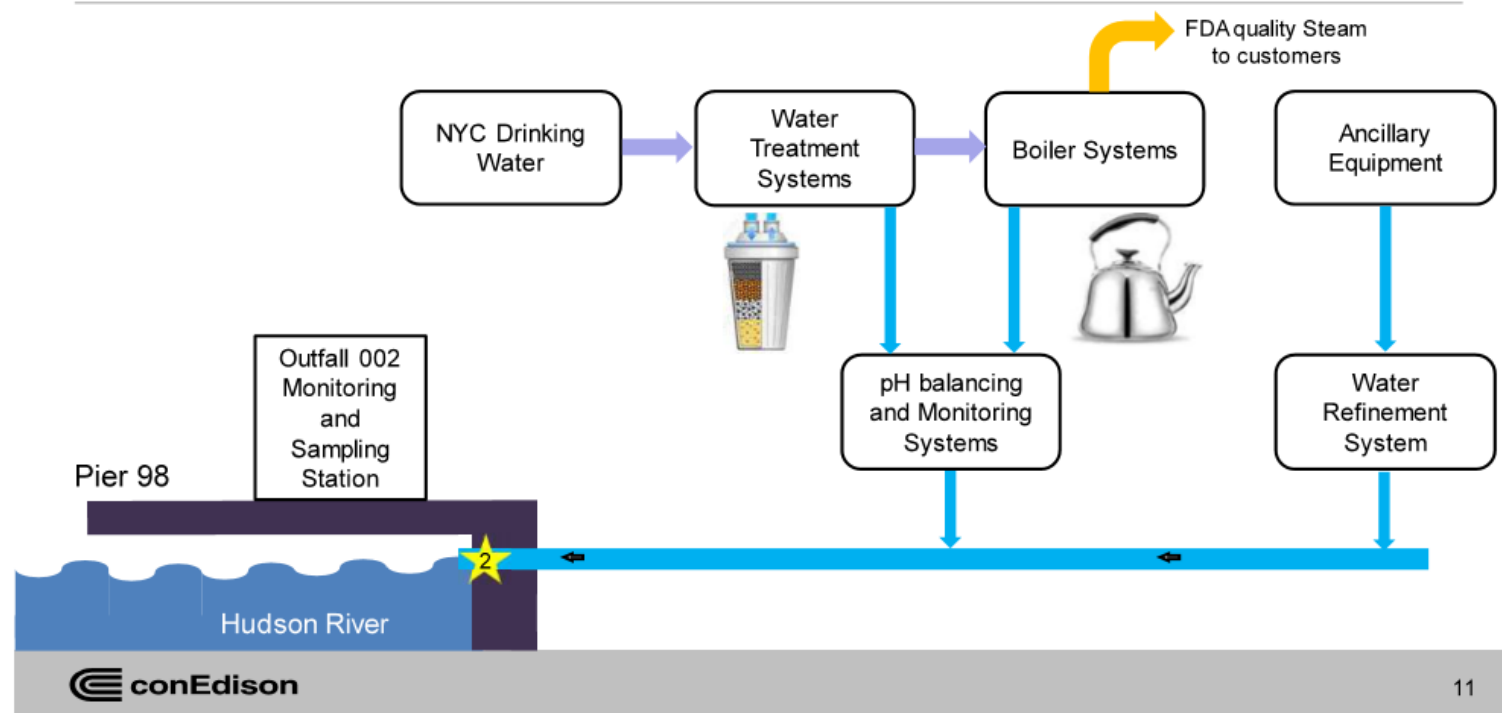 FDA quality Steam
to customers
NYC Drinking
Water
Water
Treatment
Systems
Boiler Systems
Ancillary
Equipment
Outfall 002
Monitoring
and
Sampling
Station
pH balancing
and Monitoring
Systems
Water
Refinement
System
Pier 98
2
Hudson River
conEdison
11